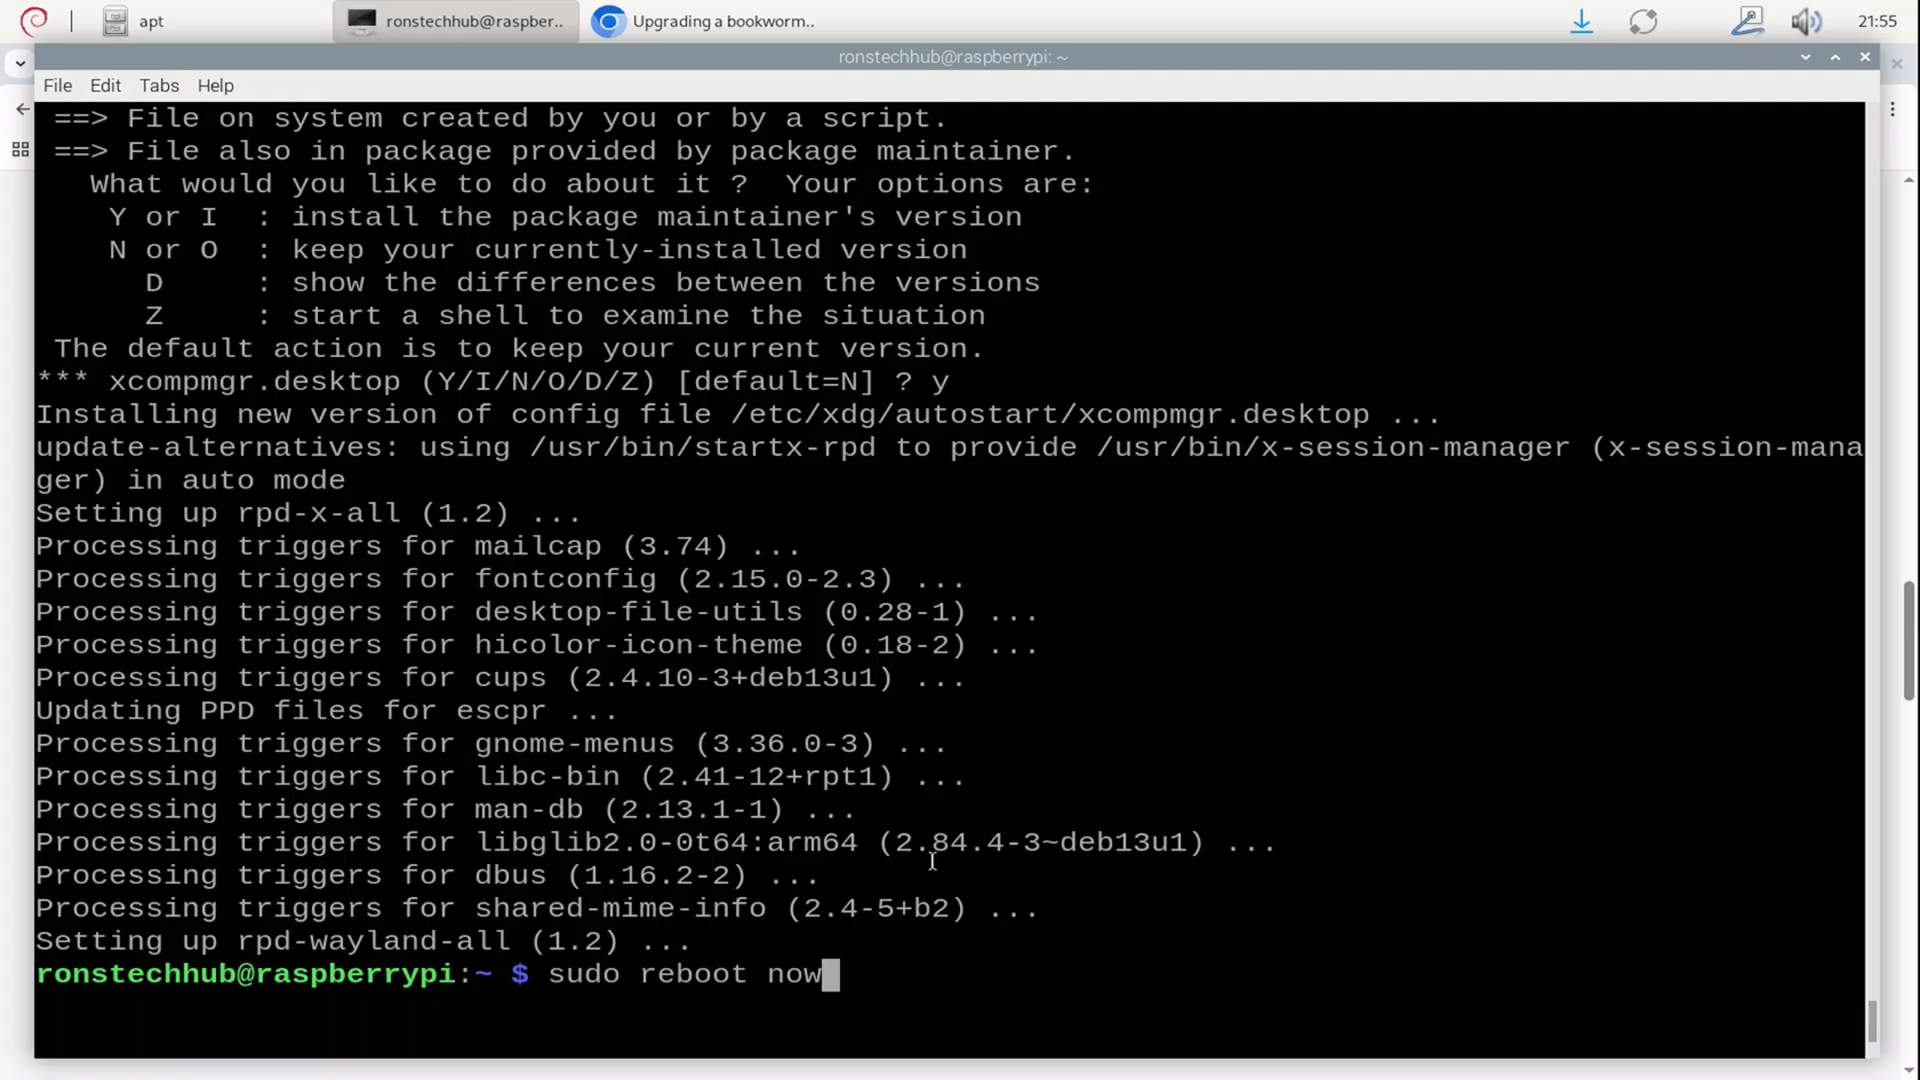 apt
ronstechhub@raspber..
Upgrading a bookworm..
21:55
ronstechhub@raspberrypi: ~
File Edit Tabs Help
==> File on system created by you or by a script.
==> File also in package provided by package maintainer.
What would you like to do about it ?  Your options are:
Y or I  : install the package maintainer's version
N or O  : keep your currently-installed version
D     : show the differences between the versions
Z     : start a shell to examine the situation
The default action is to keep your current version.
*** xcompmgr.desktop (Y/I/N/O/D/Z) [default=N] ? y
Installing new version of config file /etc/xdg/autostart/xcompmgr.desktop ...
update-alternatives: using /usr/bin/startx-rpd to provide /usr/bin/x-session-manager (x-session-mana
ger) in auto mode
Setting up rpd-x-all (1.2) ...
Processing triggers for mailcap (3.74) ...
Processing triggers for fontconfig (2.15.0-2.3) ...
Processing triggers for desktop-file-utils (0.28-1) ...
Processing triggers for hicolor-icon-theme (0.18-2) ...
Processing triggers for cups (2.4.10-3+deb13u1) ...
Updating PPD files for escpr ...
Processing triggers for gnome-menus (3.36.0-3) ...
Processing triggers for libc-bin (2.41-12+rpt1) ...
Processing triggers for man-db (2.13.1-1) ...
Processing triggers for libglib2.0-0t64:arm64 (2.84.4-3~deb13u1) ...
Processing triggers for dbus (1.16.2-2) ...
Processing triggers for shared-mime-info (2.4-5+b2) ...
Setting up rpd-wayland-all (1.2) ...
ronstechhub@raspberrypi:~ $ sudo reboot now